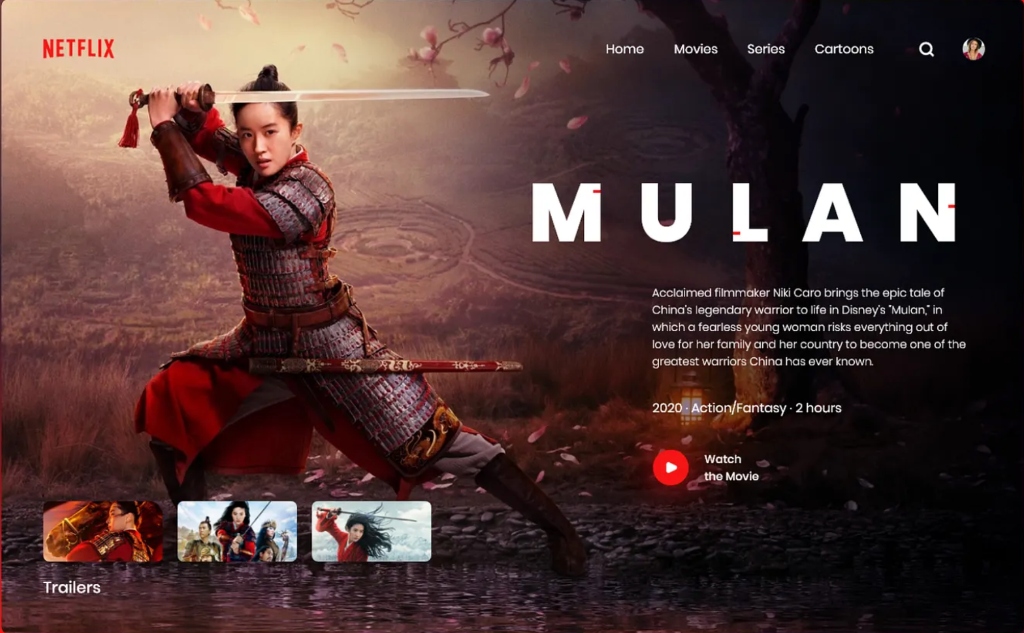 NETFLIX
Home
Movies
Series
Cartoons
MULAN
Acclaimed filmmaker Niki Caro brings the epic tale of
China's legendary warrior to life in Disney's "Mulan," in
which a fearless young woman risks everything out of
love for her family and her country to become one of the
greatest warriors China has ever known.
2020 · Action/Fantasy · 2 hours
Watch
the Movie
Trailers